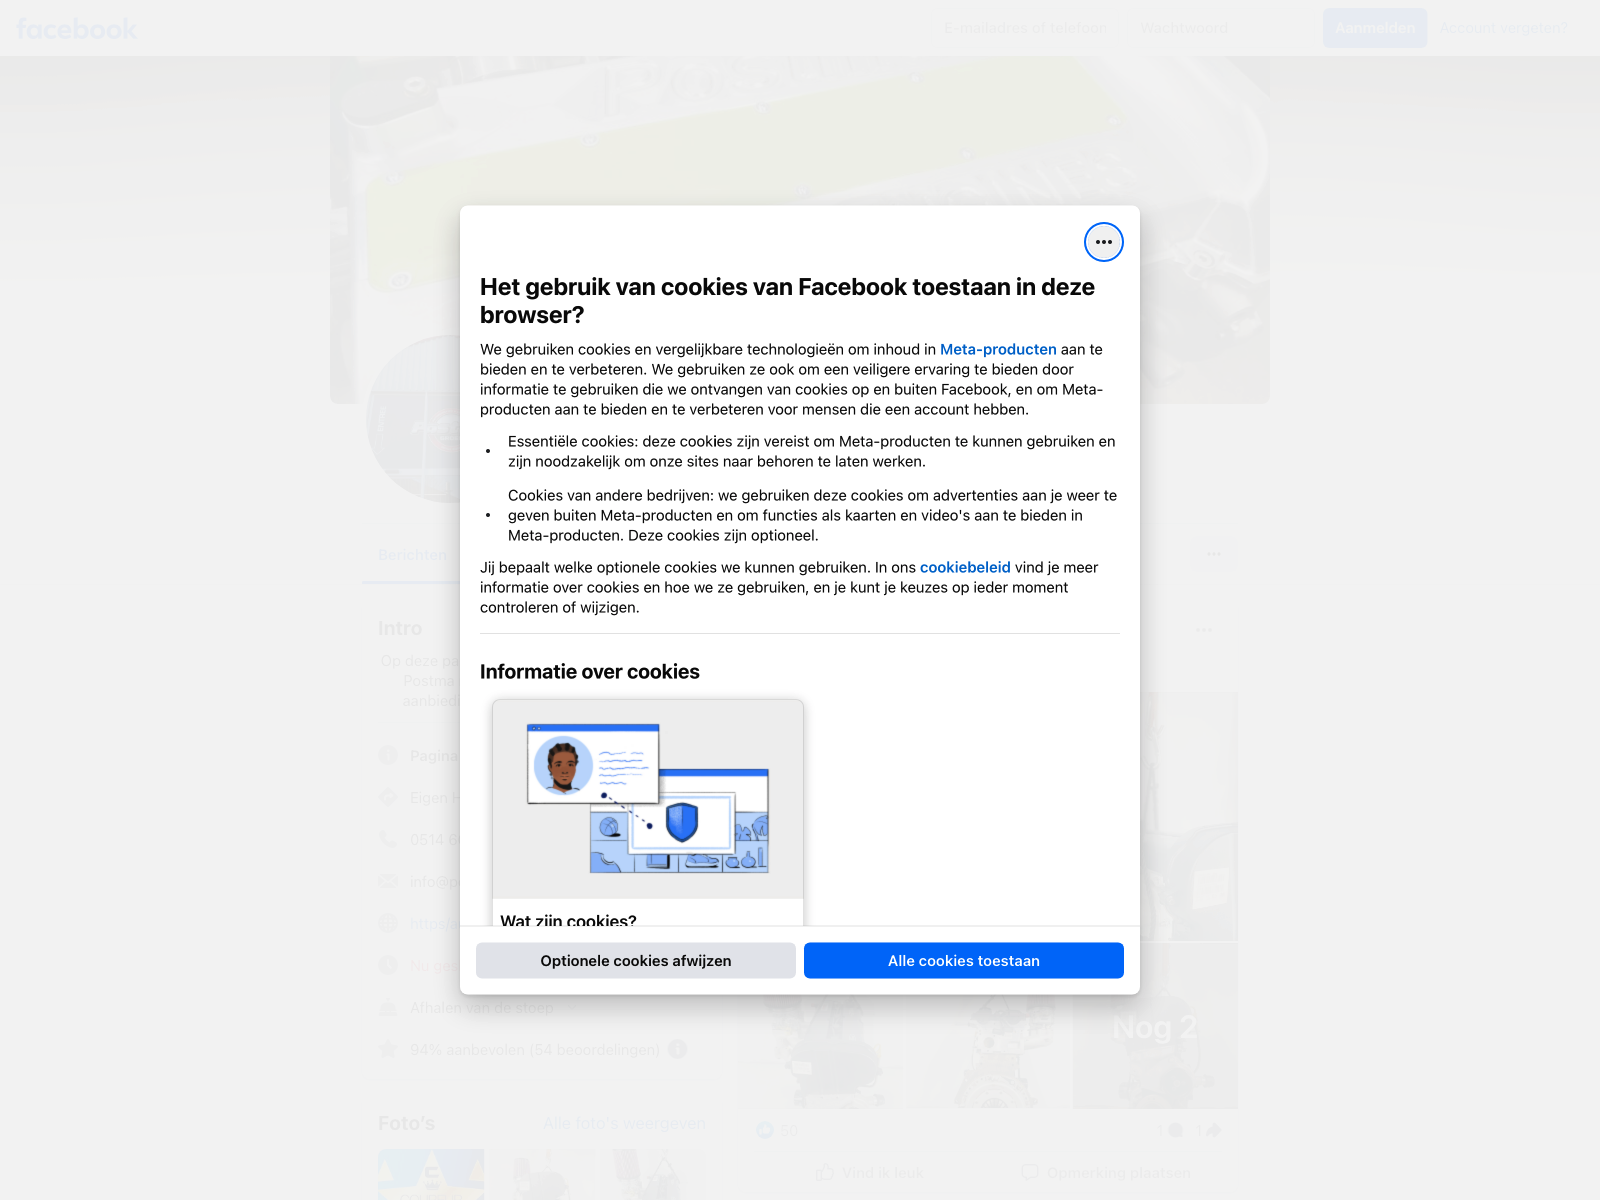 facebook
E-mailadres of telefoon
Wachtwoord
Aanmelden
Account vergeten?
Het gebruik van cookies van Facebook toestaan in deze
browser?
We gebruiken cookies en vergelijkbare technologieën om inhoud in Meta-producten aan te
bieden en te verbeteren. We gebruiken ze ook om een veiligere ervaring te bieden door
informatie te gebruiken die we ontvangen van cookies op en buiten Facebook, en om Meta-
producten aan te bieden en te verbeteren voor mensen die een account hebben.
• Essentiële cookies: deze cookies zijn vereist om Meta-producten te kunnen gebruiken en
zijn noodzakelijk om onze sites naar behoren te laten werken.
• Cookies van andere bedrijven: we gebruiken deze cookies om advertenties aan je weer te
geven buiten Meta-producten en om functies als kaarten en video's aan te bieden in
Meta-producten. Deze cookies zijn optioneel.
Jij bepaalt welke optionele cookies we kunnen gebruiken. In ons cookiebeleid vind je meer
informatie over cookies en hoe we ze gebruiken, en je kunt je keuzes op ieder moment
controleren of wijzigen.
Informatie over cookies
Wat zijn cookies?
Optionele cookies afwijzen
Alle cookies toestaan
Berichten
Intro
Op deze
Postma
Pagina
Eigen
0514
Afhalen van de stoep
94% aanbevolen (54 beoordelingen)
Foto's
Alle foto's weergeven
Nog 2
1
1
Vind ik leuk
Opmerking plaatsen